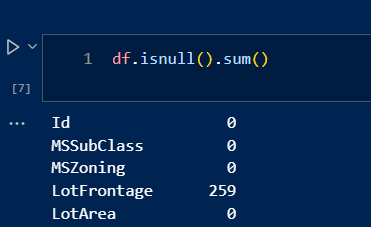 1 df.isnull().sum()
[7]
... Id 0
MSSubClass 0
MSZoning 0
LotFrontage 259
LotArea 0